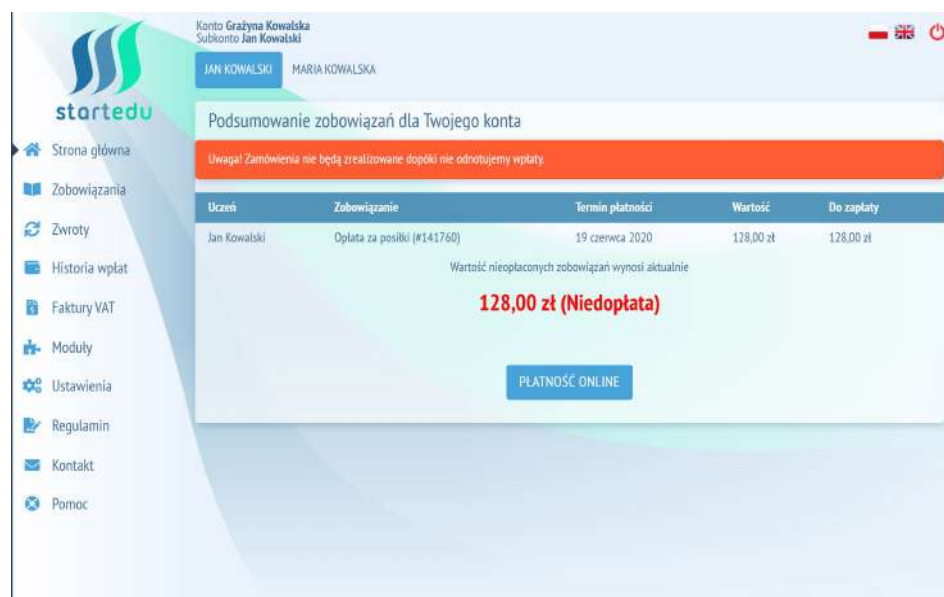 Konto Grażyna Kowalska
Subkonto Jan Kowalski
JAN KOWALSKI MARIA KOWALSKA
startedu
Podsumowanie zobowiązań dla Twojego konta
Strona główna
Uwaga! Zamówienia nie będą zrealizowane dopóki nie odnotujemy wpłaty.
Zobowiązania
Uczeń Zobowiązanie Termin płatności Wartość Do zapłaty
Zwroty
Jan Kowalski Opłata za posiłki (#141760) 19 czerwca 2020 128,00 zł 128,00 zł
Historia wpłat
Wartość nieopłaconych zobowiązań wynosi aktualnie
128,00 zł (Niedopłata)
Faktury VAT
Moduły
Ustawienia
PŁATNOŚĆ ONLINE
Regulamin
Kontakt
Pomoc